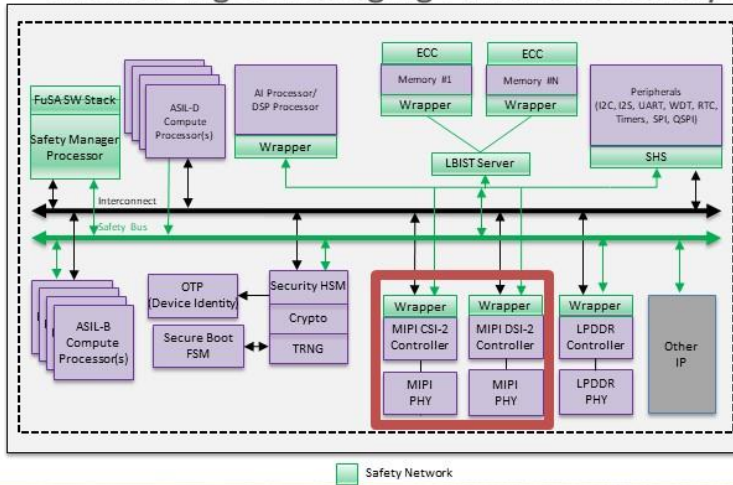 ECC
ECC
FuSA SW Stack
Safety Manager
Processor
ASIL-D
Compute
Processor(s)
AI Processor/
DSP Processor
Wrapper
Memory #1
Wrapper
Memory #N
Wrapper
LBIST Server
Peripherals
(I2C, I2S, UART, WDT, RTC,
Timers, SPI, QSPI)
SHS
Interconnect
Safety Bus
ASIL-B
Compute
Processor(s)
OTP
(Device Identity)
Secure Boot
FSM
Security HSM
Crypto
TRNG
Wrapper
MIPI CSI-2
Controller
MIPI
PHY
Wrapper
MIPI DSI-2
Controller
MIPI
PHY
Wrapper
LPDDR
Controller
LPDDR
PHY
Other
IP
Safety Network